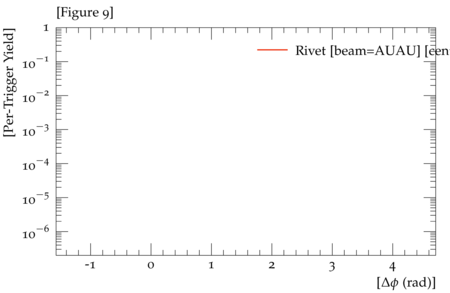 [Figure 9]
[Per-Trigger Yield]
1
10−1
10−2
10−3
10−4
10−5
10−6
Rivet [beam=AUAU] [cen
-1 0 1 2 3 4
[Δϕ (rad)]